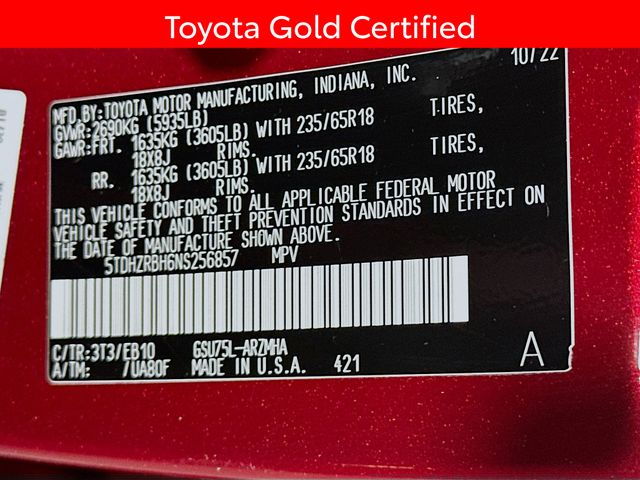 Toyota Gold Certified
10/22
MFD.BY:TOYOTA MOTOR MANUFACTURING, INDIANA, INC.
GVWR:2690KG (5935LB)
GAWR:FRT. 1635KG (3605LB) WITH 235/65R18 TIRES,
18X8J RIMS.
RR. 1635KG (3605LB) WITH 235/65R18 TIRES,
18X8J RIMS.
THIS VEHICLE CONFORMS TO ALL APPLICABLE FEDERAL MOTOR
VEHICLE SAFETY AND THEFT PREVENTION STANDARDS IN EFFECT ON
THE DATE OF MANUFACTURE SHOWN ABOVE.
5TDHZRBH6NS256857 MPV
C/TR:3T3/EB10 GSU75L-ARZMHA
A/TM: /UA80F MADE IN U.S.A. 421
A